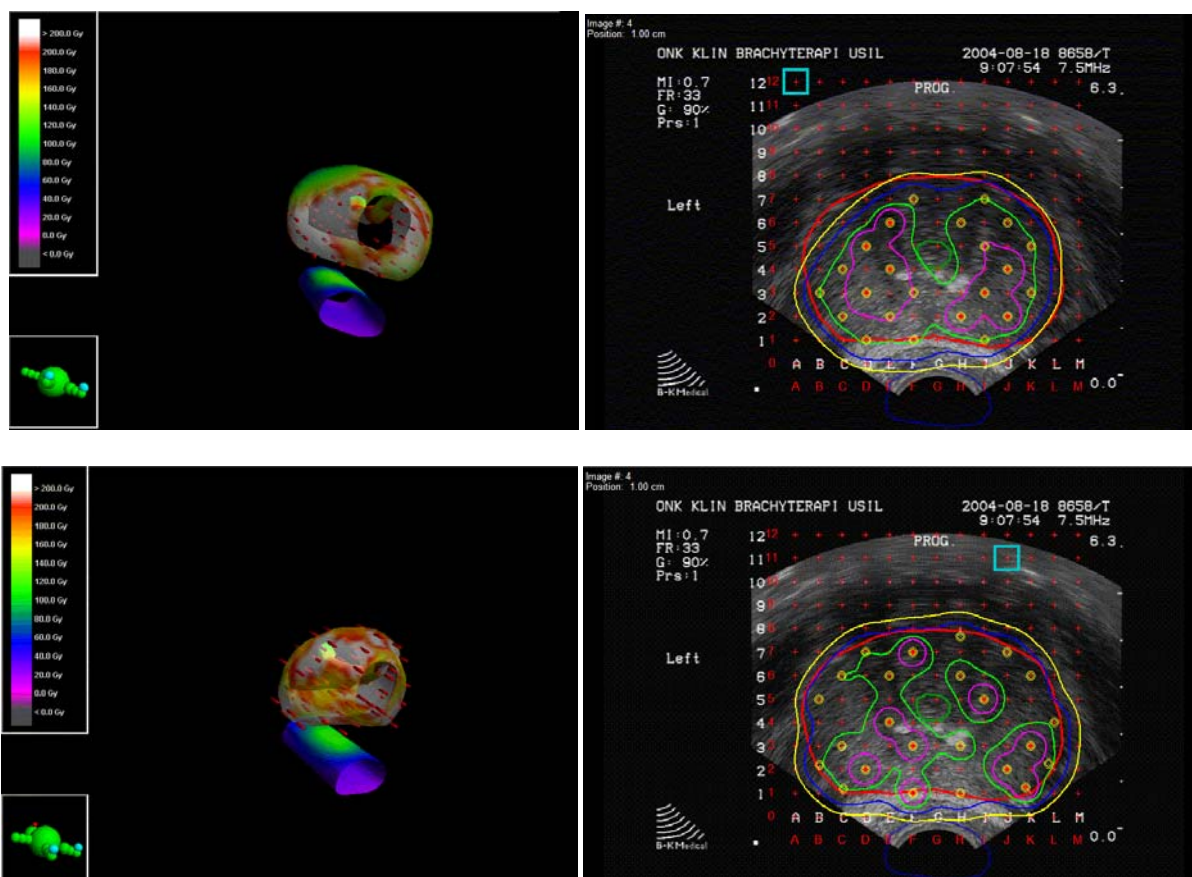 > 200.0 Gy
200.0 Gy
180.0 Gy
160.0 Gy
140.0 Gy
120.0 Gy
100.0 Gy
80.0 Gy
60.0 Gy
40.0 Gy
20.0 Gy
0.0 Gy
< 0.0 Gy
Image #: 4
Position: 1.00 cm
ONK KLIN BRACHYTERAPI USIL 2004-08-18 8658/T
9:07:54 7.5MHz
MI:0.7
FR:33
G: 90%
Prs:1
PROG.
6.3
Left
12 12
11
10
9
8
7
6
5
4
3
2
1
0 A B C D E F G H I J K L M
A B C D E F G H I J K L M
0.0
B-K Medical
> 200.0 Gy
200.0 Gy
180.0 Gy
160.0 Gy
140.0 Gy
120.0 Gy
100.0 Gy
80.0 Gy
60.0 Gy
40.0 Gy
20.0 Gy
0.0 Gy
< 0.0 Gy
Image #: 4
Position: 1.00 cm
ONK KLIN BRACHYTERAPI USIL 2004-08-18 8658/T
9:07:54 7.5MHz
MI:0.7
FR:33
G: 90%
Prs:1
PROG.
6.3
Left
12
11
10
9
8
7
6
5
4
3
2
1
0 A B C D E F G H I J K L M
A B C D E F G H I J K L M
0.0
B-K Medical